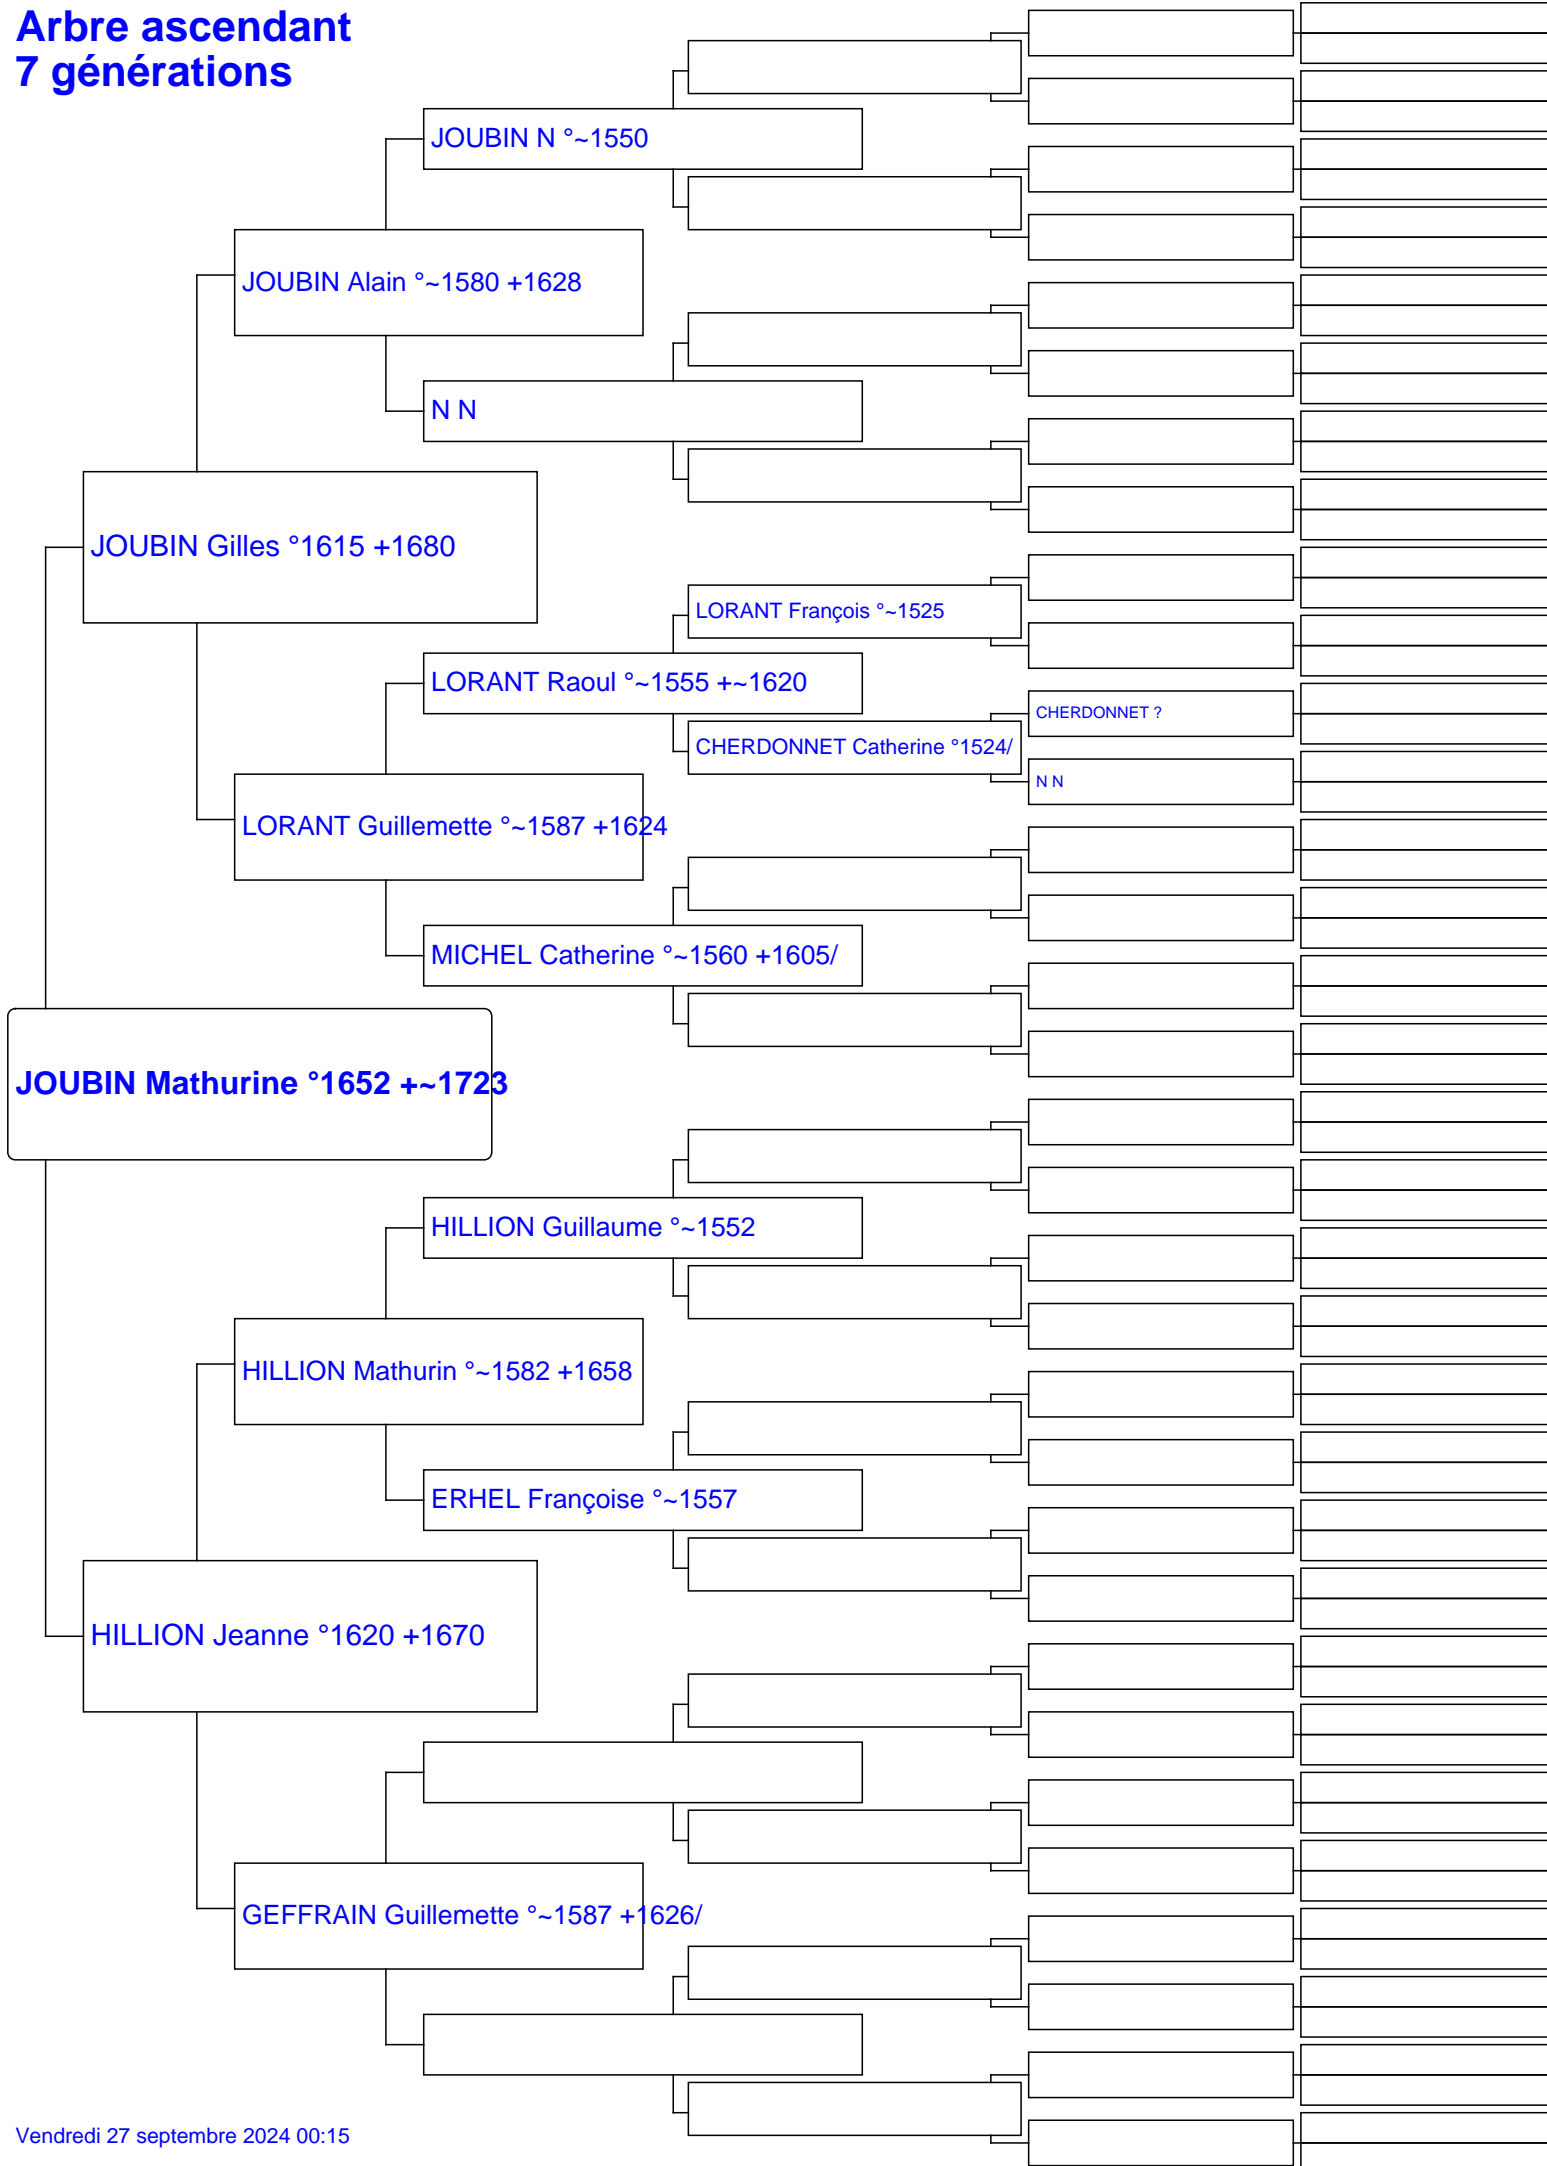 Arbre ascendant
7 générations
JOUBIN N °~1550
JOUBIN Alain °~1580 +1628
N N
JOUBIN Gilles °1615 +1680
LORANT François °~1525
LORANT Raoul °~1555 +~1620
CHERDONNET ?
CHERDONNET Catherine °1524/
N N
LORANT Guillemette °~1587 +1624
MICHEL Catherine °~1560 +1605/
JOUBIN Mathurine °1652 +~1723
HILLION Guillaume °~1552
HILLION Mathurin °~1582 +1658
ERHEL Françoise °~1557
HILLION Jeanne °1620 +1670
GEFFRAIN Guillemette °~1587 +1626/
Vendredi 27 septembre 2024 00:15